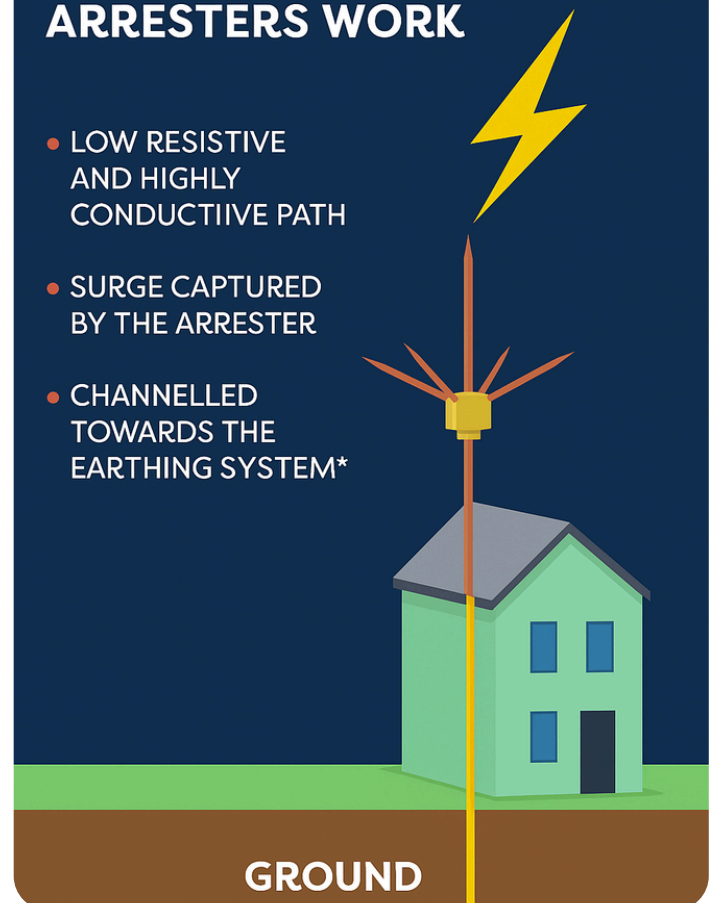 ARRESTERS WORK
• LOW RESISTIVE
AND HIGHLY
CONDUCTIIVE PATH
• SURGE CAPTURED
BY THE ARRESTER
• CHANNELLED
TOWARDS THE
EARTHING SYSTEM*
GROUND